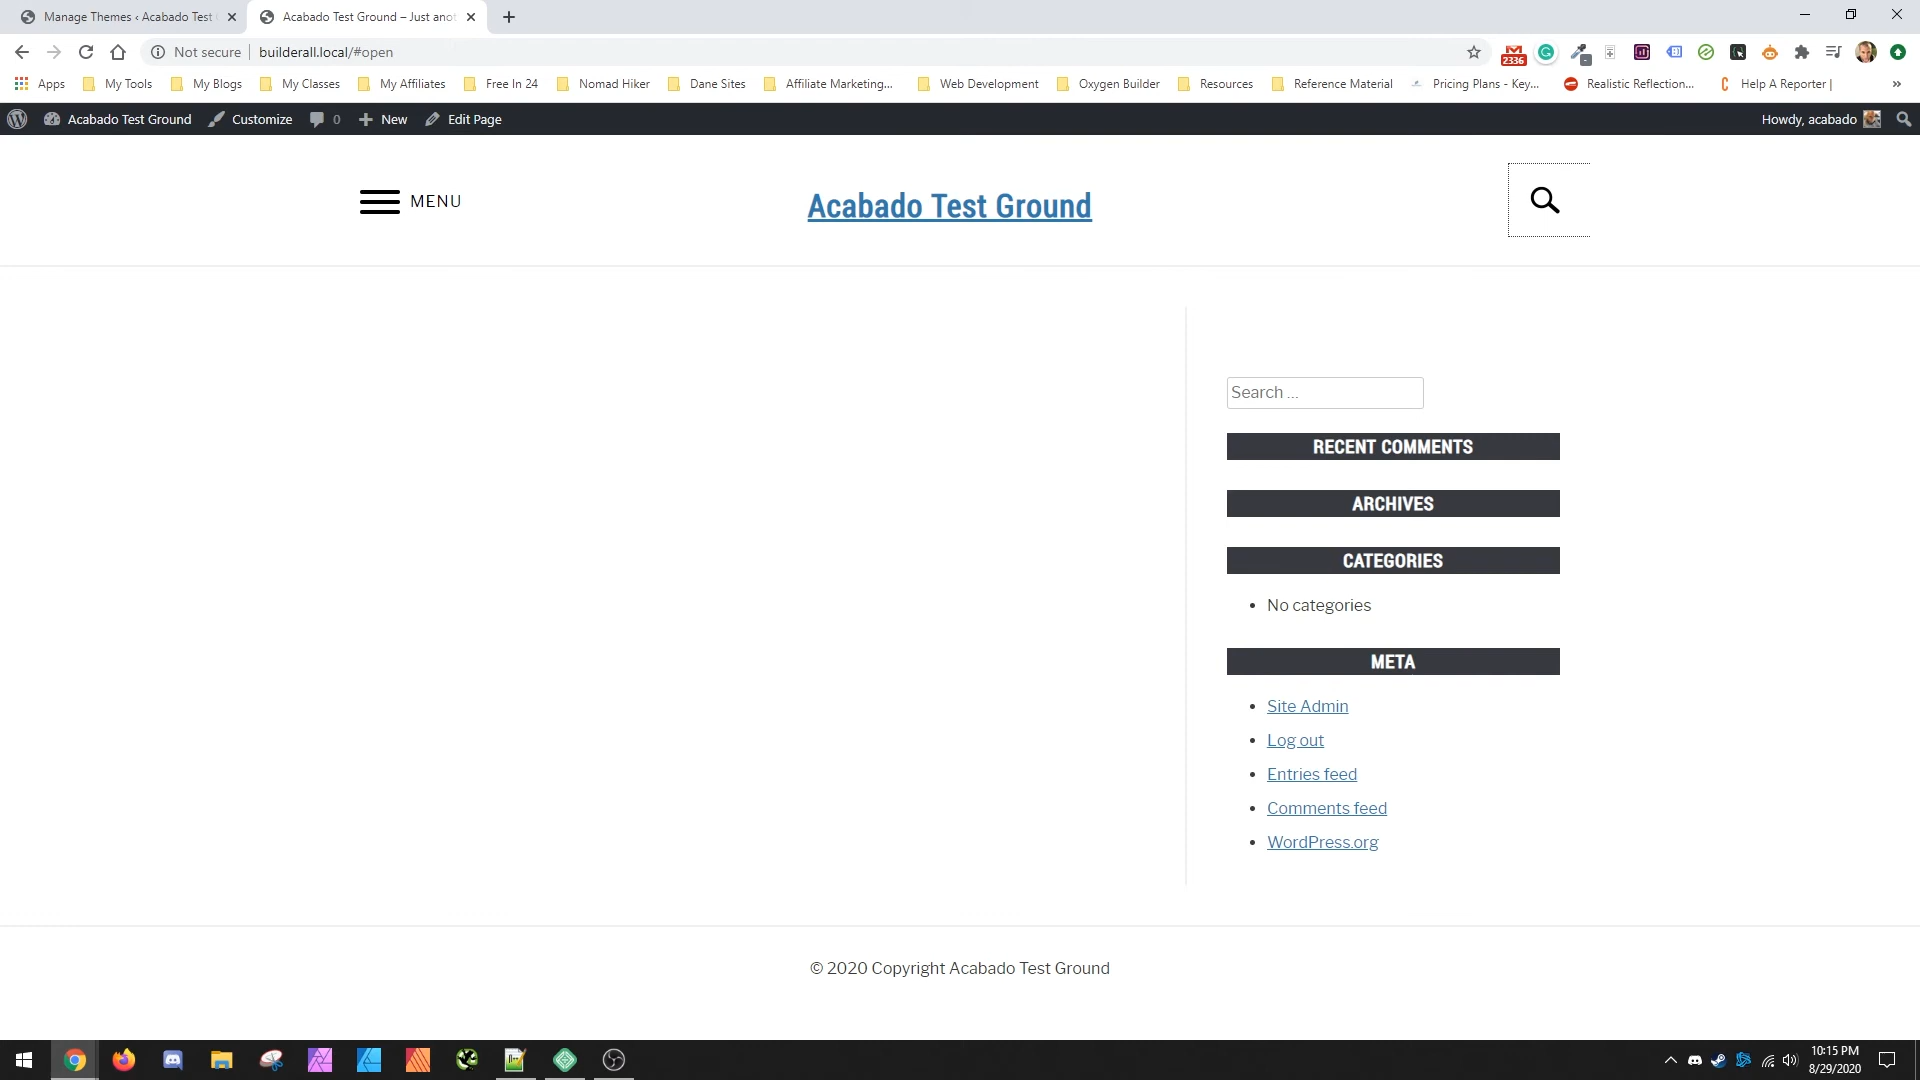 Manage Themes ‹ Acabado Test
Acabado Test Ground – Just anot
Not secure
builderall.local/#open
2336
Apps
My Tools
My Blogs
My Classes
My Affiliates
Free In 24
Nomad Hiker
Dane Sites
Affiliate Marketing...
Web Development
Oxygen Builder
Resources
Reference Material
Pricing Plans - Key...
Realistic Reflection...
Help A Reporter |
Acabado Test Ground
Customize
0
New
Edit Page
Howdy, acabado
MENU
Acabado Test Ground
Search ...
RECENT COMMENTS
ARCHIVES
CATEGORIES
No categories
META
Site Admin
Log out
Entries feed
Comments feed
WordPress.org
© 2020 Copyright Acabado Test Ground
10:15 PM
8/29/2020